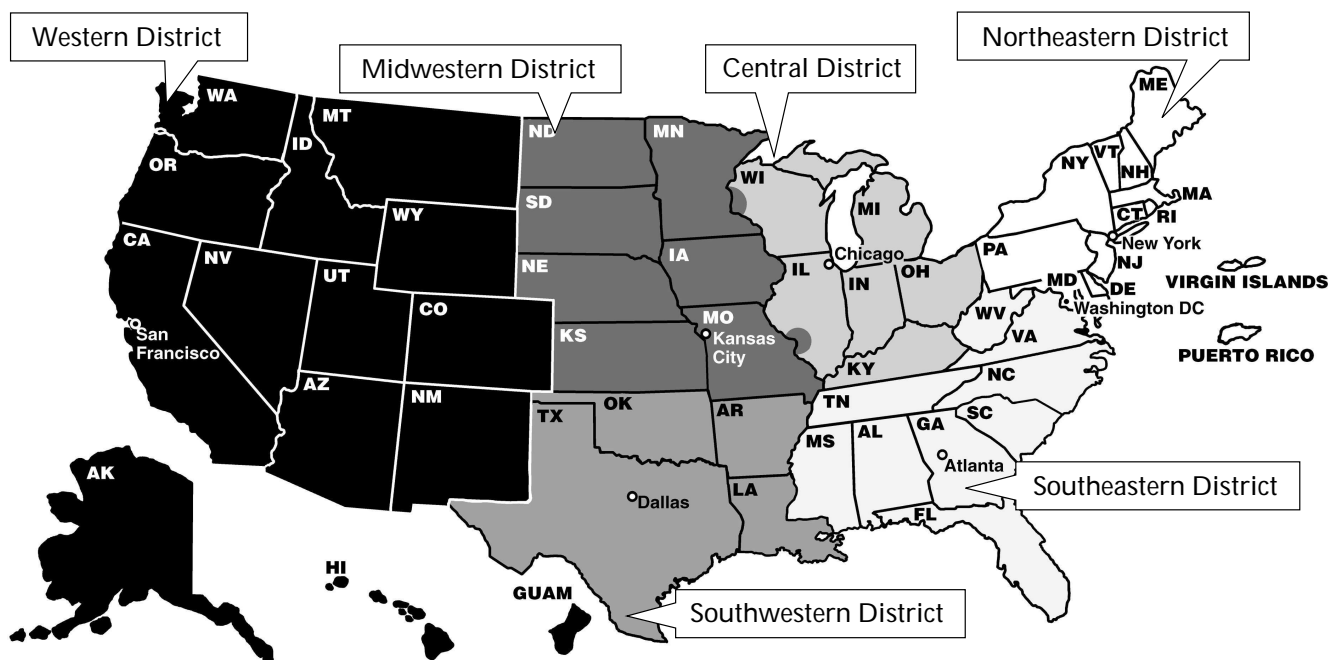 Western District
Midwestern District
Central District
Northeastern District
WA
MT
ID
OR
WY
CA
NV
UT
CO
San
Francisco
AZ
NM
ND
MN
SD
NE
IA
KS
MO
Kansas
City
WI
MI
Chicago
IL
IN
OH
KY
ME
VT
NY
NH
MA
CT
RI
New York
PA
NJ
MD
DE
Washington DC
WV
VA
VIRGIN ISLANDS
PUERTO RICO
TX
OK
AR
LA
Dallas
TN
NC
SC
MS
AL
GA
Atlanta
FL
Southeastern District
AK
HI
GUAM
Southwestern District